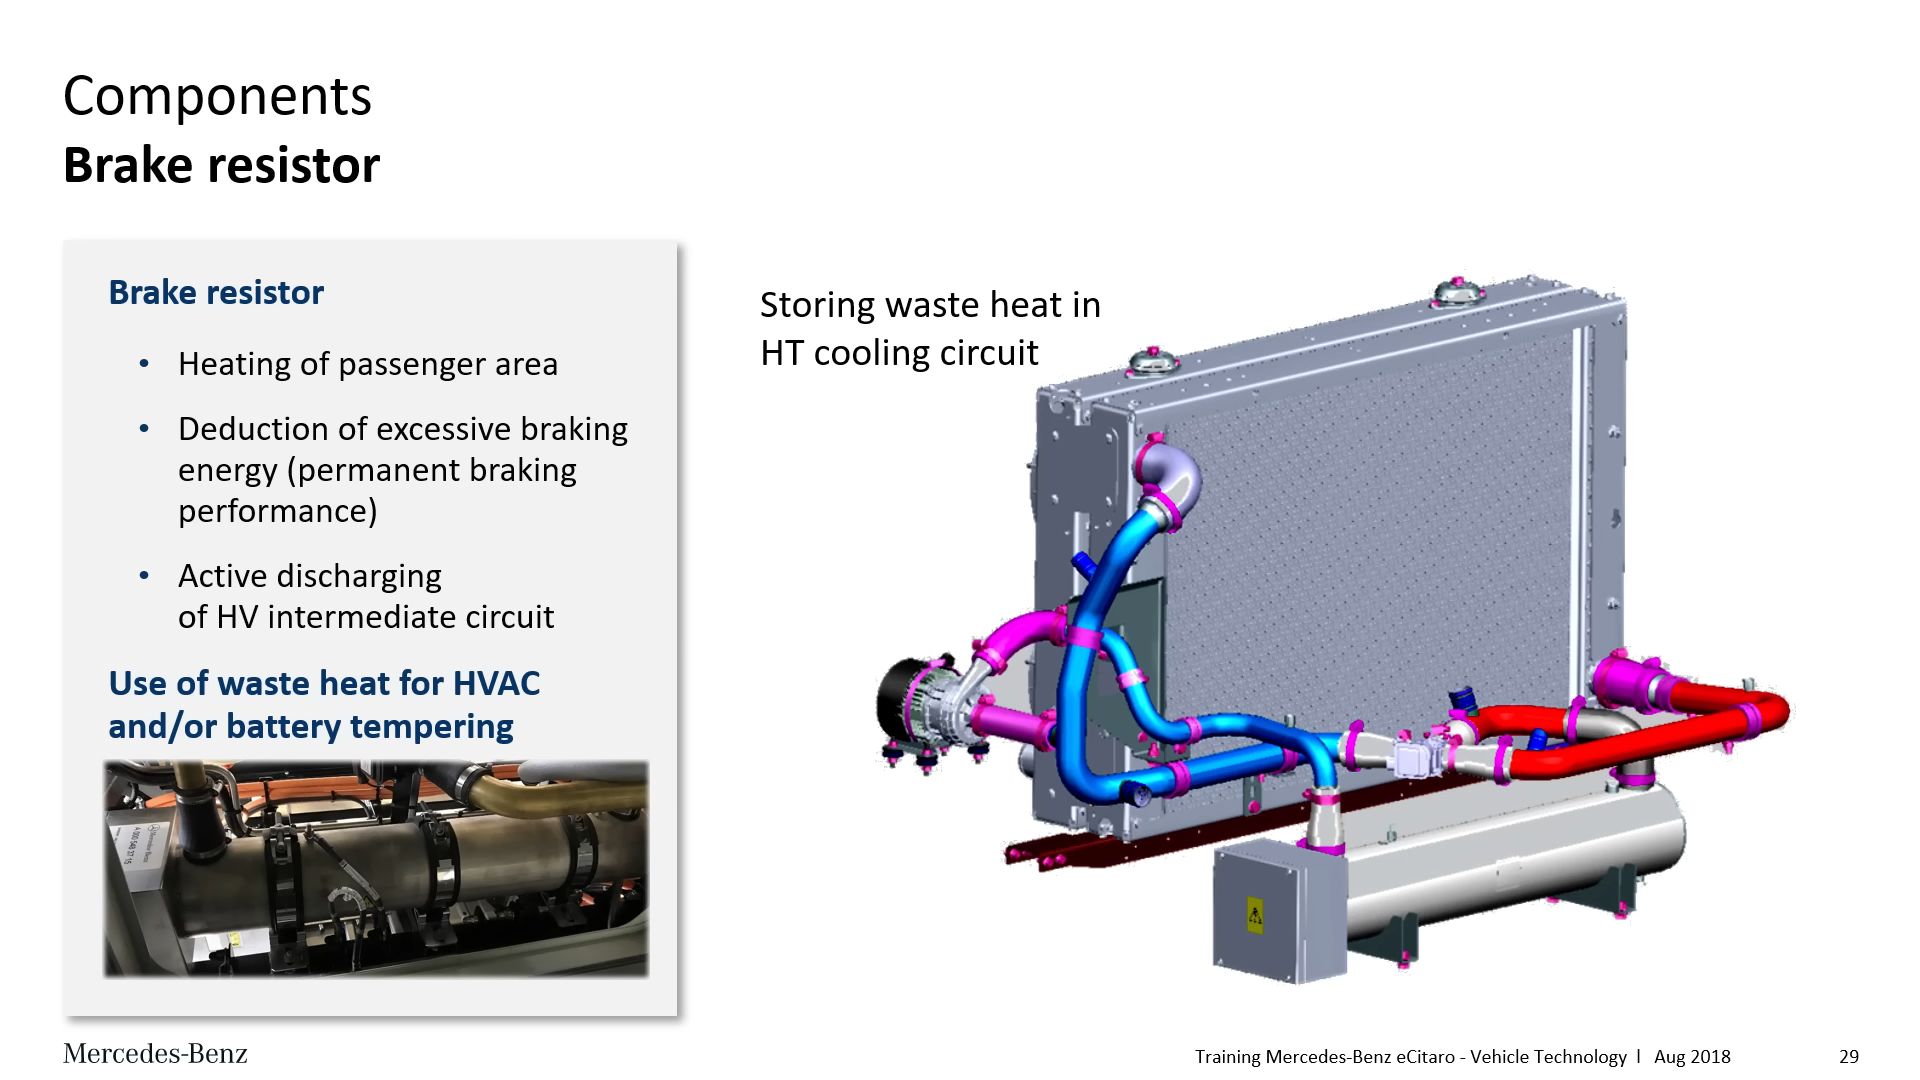 Components
Brake resistor
Brake resistor
• Heating of passenger area
• Deduction of excessive braking
energy (permanent braking
performance)
• Active discharging
of HV intermediate circuit
Use of waste heat for HVAC
and/or battery tempering
Storing waste heat in
HT cooling circuit
Mercedes-Benz
Training Mercedes-Benz eCitaro - Vehicle Technology l Aug 2018
29